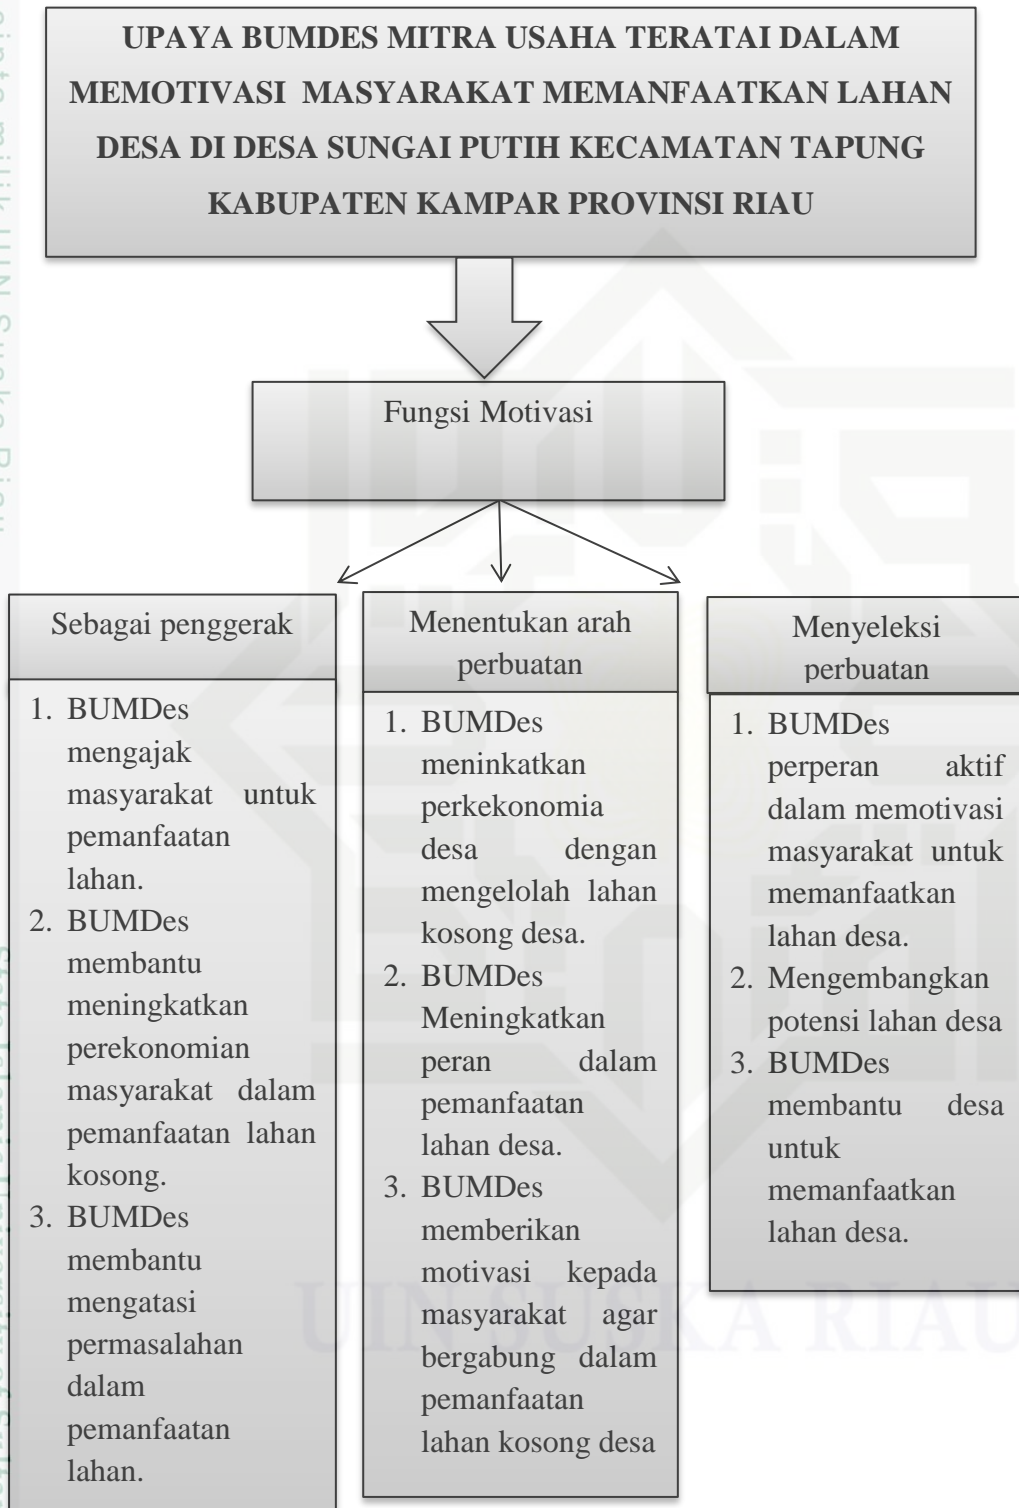 UPAYA BUMDES MITRA USAHA TERATAI DALAM
MEMOTIVASI MASYARAKAT MEMANFAATKAN LAHAN
DESA DI DESA SUNGAI PUTIH KECAMATAN TAPUNG
KABUPATEN KAMPAR PROVINSI RIAU
Fungsi Motivasi
Sebagai penggerak
1. BUMDes
mengajak
masyarakat untuk
pemanfaatan
lahan.
2. BUMDes
membantu
meningkatkan
perekonomian
masyarakat dalam
pemanfaatan lahan
kosong.
3. BUMDes
membantu
mengatasi
permasalahan
dalam
pemanfaatan
lahan.
Menentukan arah
perbuatan
1. BUMDes
meninkatkan
perkekonomia
desa dengan
mengelolah lahan
kosong desa.
2. BUMDes
Meningkatkan
peran dalam
pemanfaatan
lahan desa.
3. BUMDes
memberikan
motivasi kepada
masyarakat agar
bergabung dalam
pemanfaatan
lahan kosong desa
Menyeleksi
perbuatan
1. BUMDes
perperan aktif
dalam memotivasi
masyarakat untuk
memanfaatkan
lahan desa.
2. Mengembangkan
potensi lahan desa
3. BUMDes
membantu desa
untuk
memanfaatkan
lahan desa.
UIN SUSKA RIAU